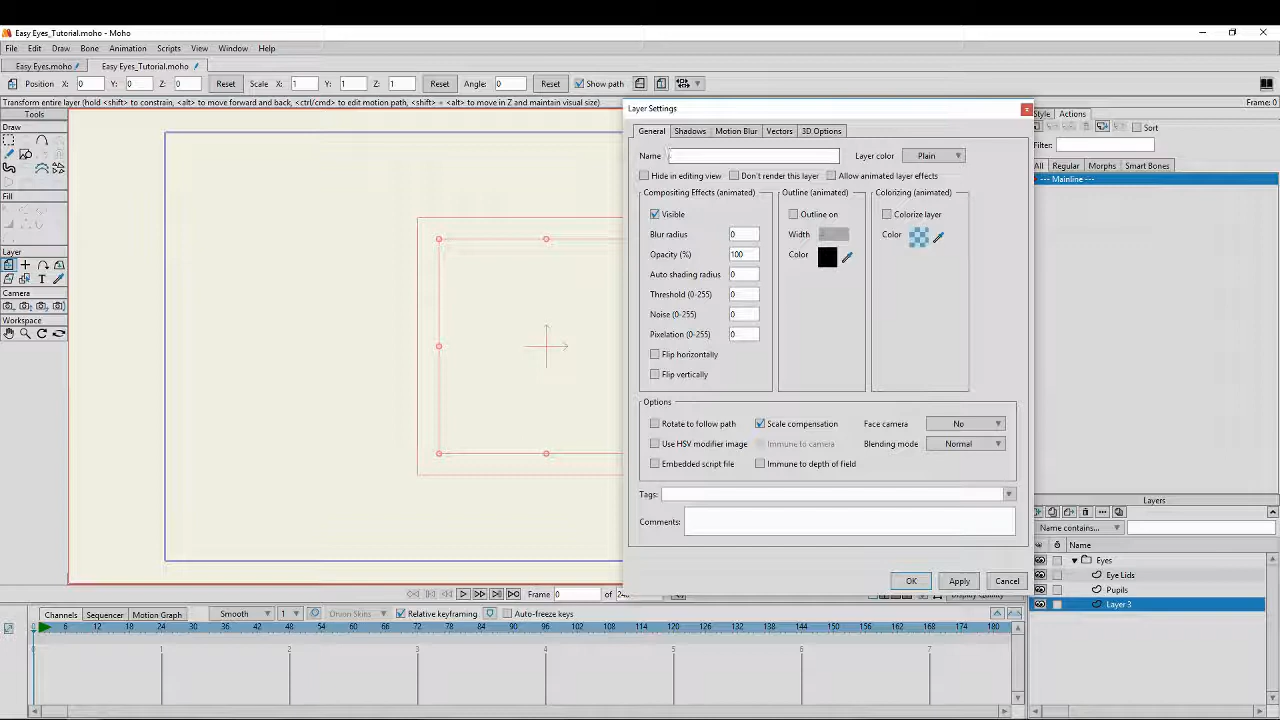 Easy Eyes_Tutorial.moho - Moho
File Edit Draw Bone Animation Scripts View Window Help
Easy Eyes.moho Easy Eyes_Tutorial.moho
Position X: 0 Y: 0 Z: 0 Reset Scale X: 1 Y: 1 Z: 1 Reset Angle: 0 Reset Show path
Transform entire layer (hold <shift> to constrain, <alt> to move forward and back, <ctrl/cmd> to edit motion path, <shift> + <alt> to move in Z and maintain visual size)
Frame: 0
Tools
Draw
Fill
Layer
Camera
Workspace
Layer Settings
General Shadows Motion Blur Vectors 3D Options
Name Layer color Plain
Hide in editing view Don't render this layer Allow animated layer effects
Compositing Effects (animated) Outline (animated) Colorizing (animated)
Visible Outline on Colorize layer
Blur radius 0 Width Color
Opacity (%) 100 Color
Auto shading radius 0
Threshold (0-255) 0
Noise (0-255) 0
Pixelation (0-255) 0
Flip horizontally
Flip vertically
Options
Rotate to follow path Scale compensation Face camera No
Use HSV modifier image Immune to camera Blending mode Normal
Embedded script file Immune to depth of field
Tags:
Comments:
OK Apply Cancel
Style Actions
Sort
Filter:
All Regular Morphs Smart Bones
--- Mainline ---
Layers
Name contains...
Name
Eyes
Eye Lids
Pupils
Layer 3
Frame 0 of 24
Display Quality
Channels Sequencer Motion Graph Smooth 1 Onion Skins Relative keyframing Auto-freeze keys
0 6 12 18 24 30 36 42 48 54 60 66 72 78 84 90 96 102 108 114 120 126 132 138 144 150 156 162 168 174 180
0 1 2 3 4 5 6 7